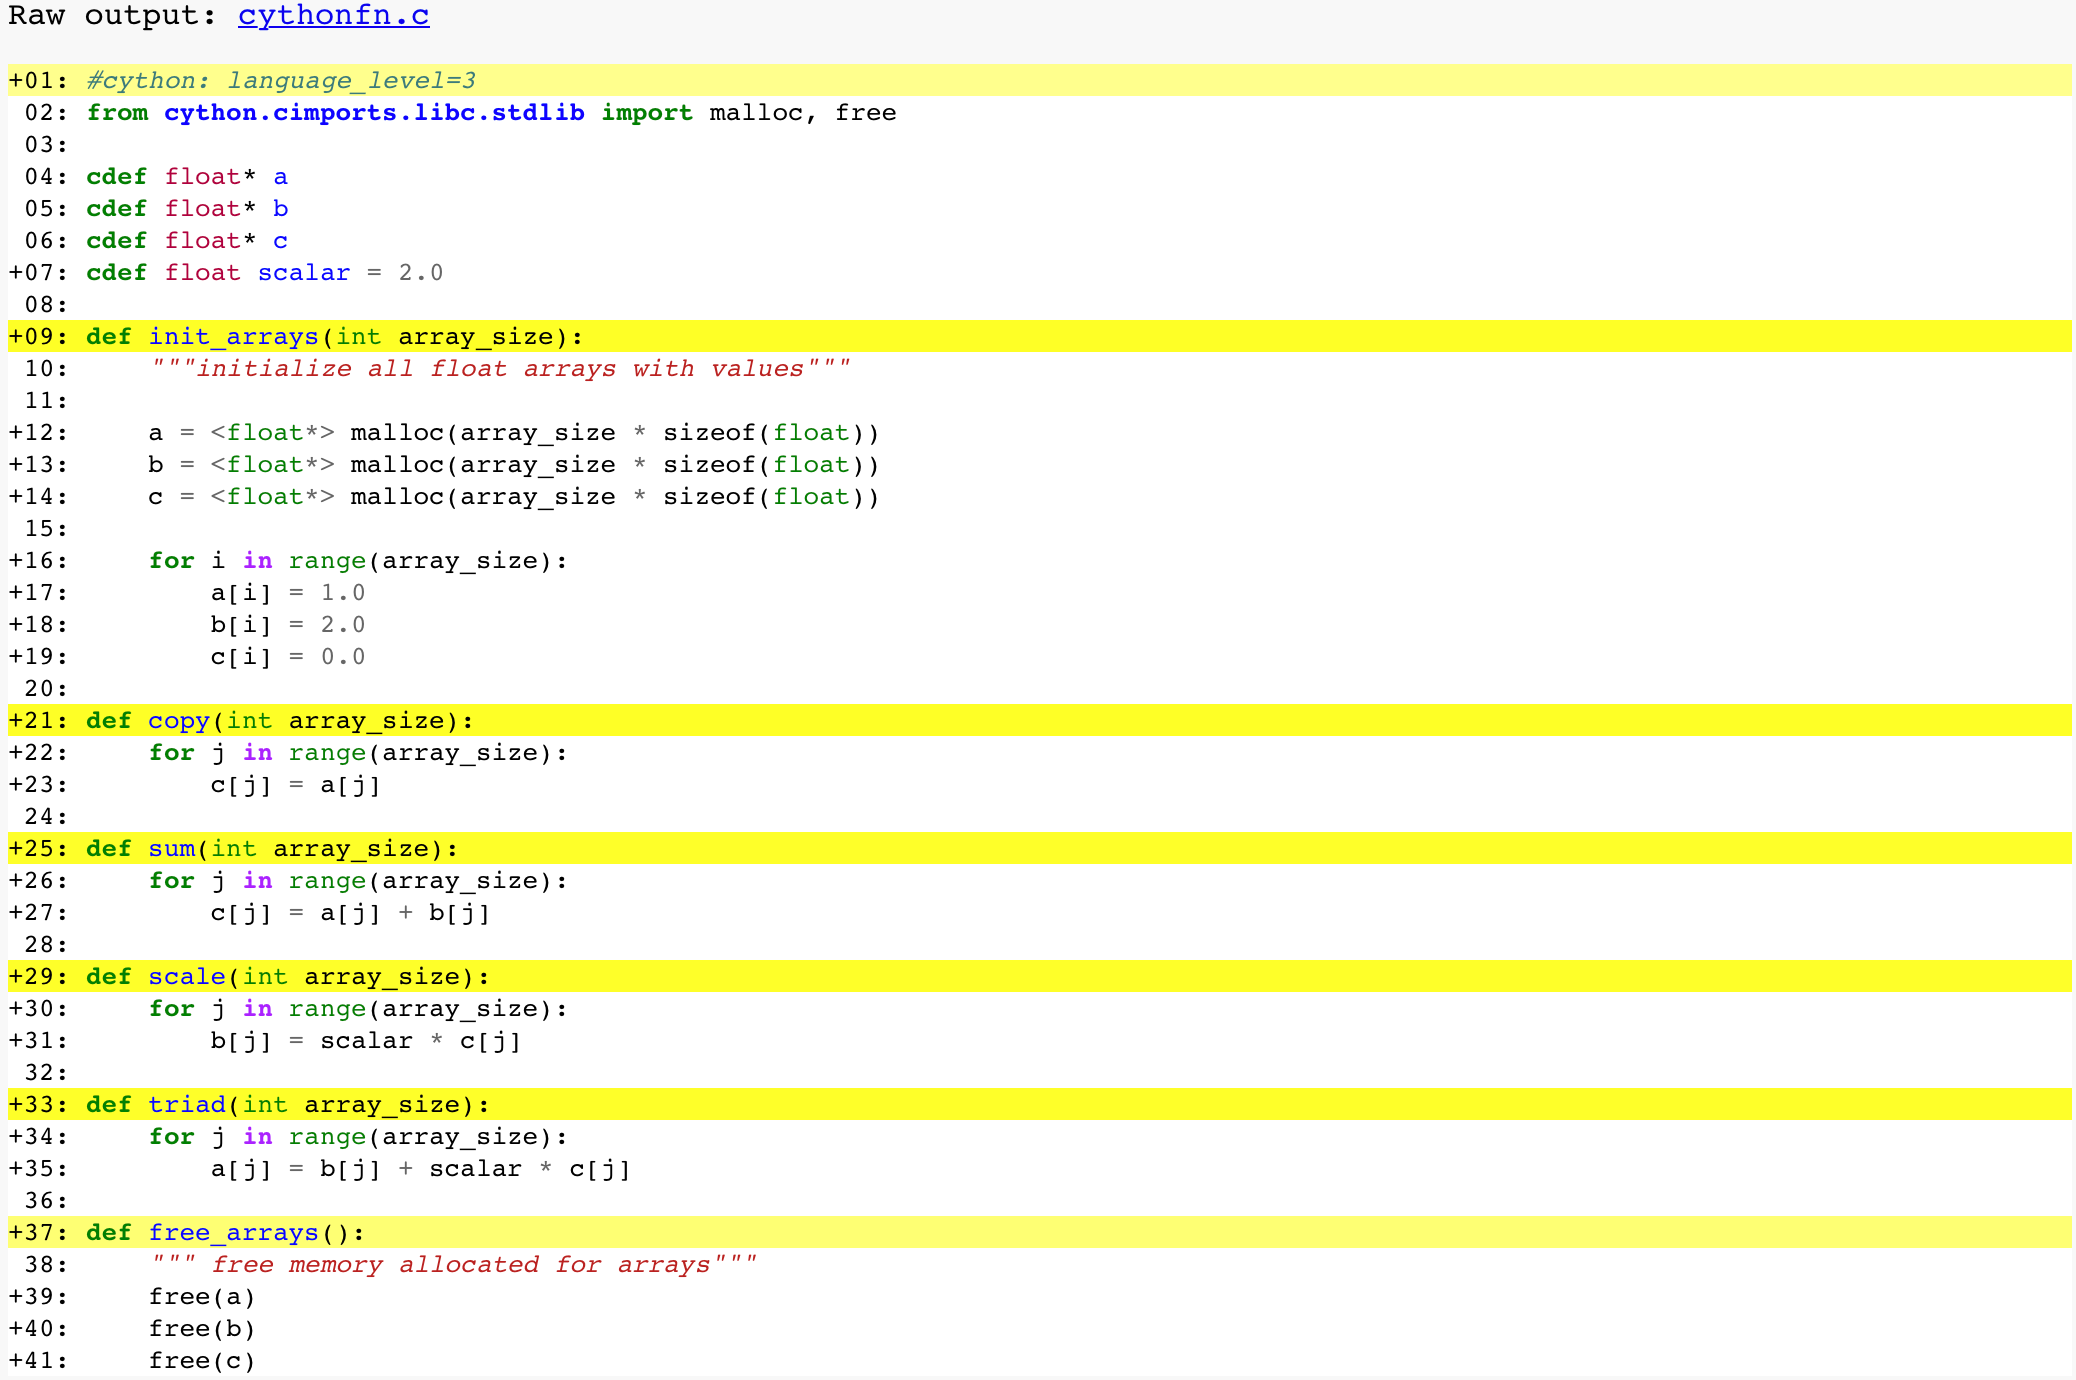 Raw output: cythonfn.c
+01: #cython: language_level=3
 02: from cython.cimports.libc.stdlib import malloc, free
 03:
 04: cdef float* a
 05: cdef float* b
 06: cdef float* c
+07: cdef float scalar = 2.0
 08:
+09: def init_arrays(int array_size):
 10:     """initialize all float arrays with values"""
 11:
+12:     a = <float*> malloc(array_size * sizeof(float))
+13:     b = <float*> malloc(array_size * sizeof(float))
+14:     c = <float*> malloc(array_size * sizeof(float))
 15:
+16:     for i in range(array_size):
+17:         a[i] = 1.0
+18:         b[i] = 2.0
+19:         c[i] = 0.0
 20:
+21: def copy(int array_size):
+22:     for j in range(array_size):
+23:         c[j] = a[j]
 24:
+25: def sum(int array_size):
+26:     for j in range(array_size):
+27:         c[j] = a[j] + b[j]
 28:
+29: def scale(int array_size):
+30:     for j in range(array_size):
+31:         b[j] = scalar * c[j]
 32:
+33: def triad(int array_size):
+34:     for j in range(array_size):
+35:         a[j] = b[j] + scalar * c[j]
 36:
+37: def free_arrays():
 38:     """ free memory allocated for arrays"""
+39:     free(a)
+40:     free(b)
+41:     free(c)